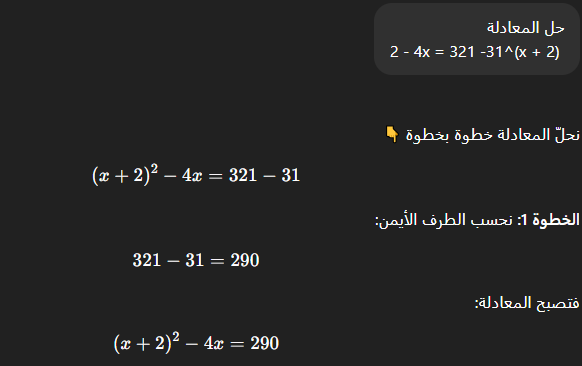 حل المعادلة
2 - 4x = 321 -31^(x + 2)
نحلّ المعادلة خطوة بخطوة 👇
(x + 2)² − 4x = 321 − 31
الخطوة 1: نحسب الطرف الأيمن:
321 − 31 = 290
فتصبح المعادلة:
(x + 2)² − 4x = 290